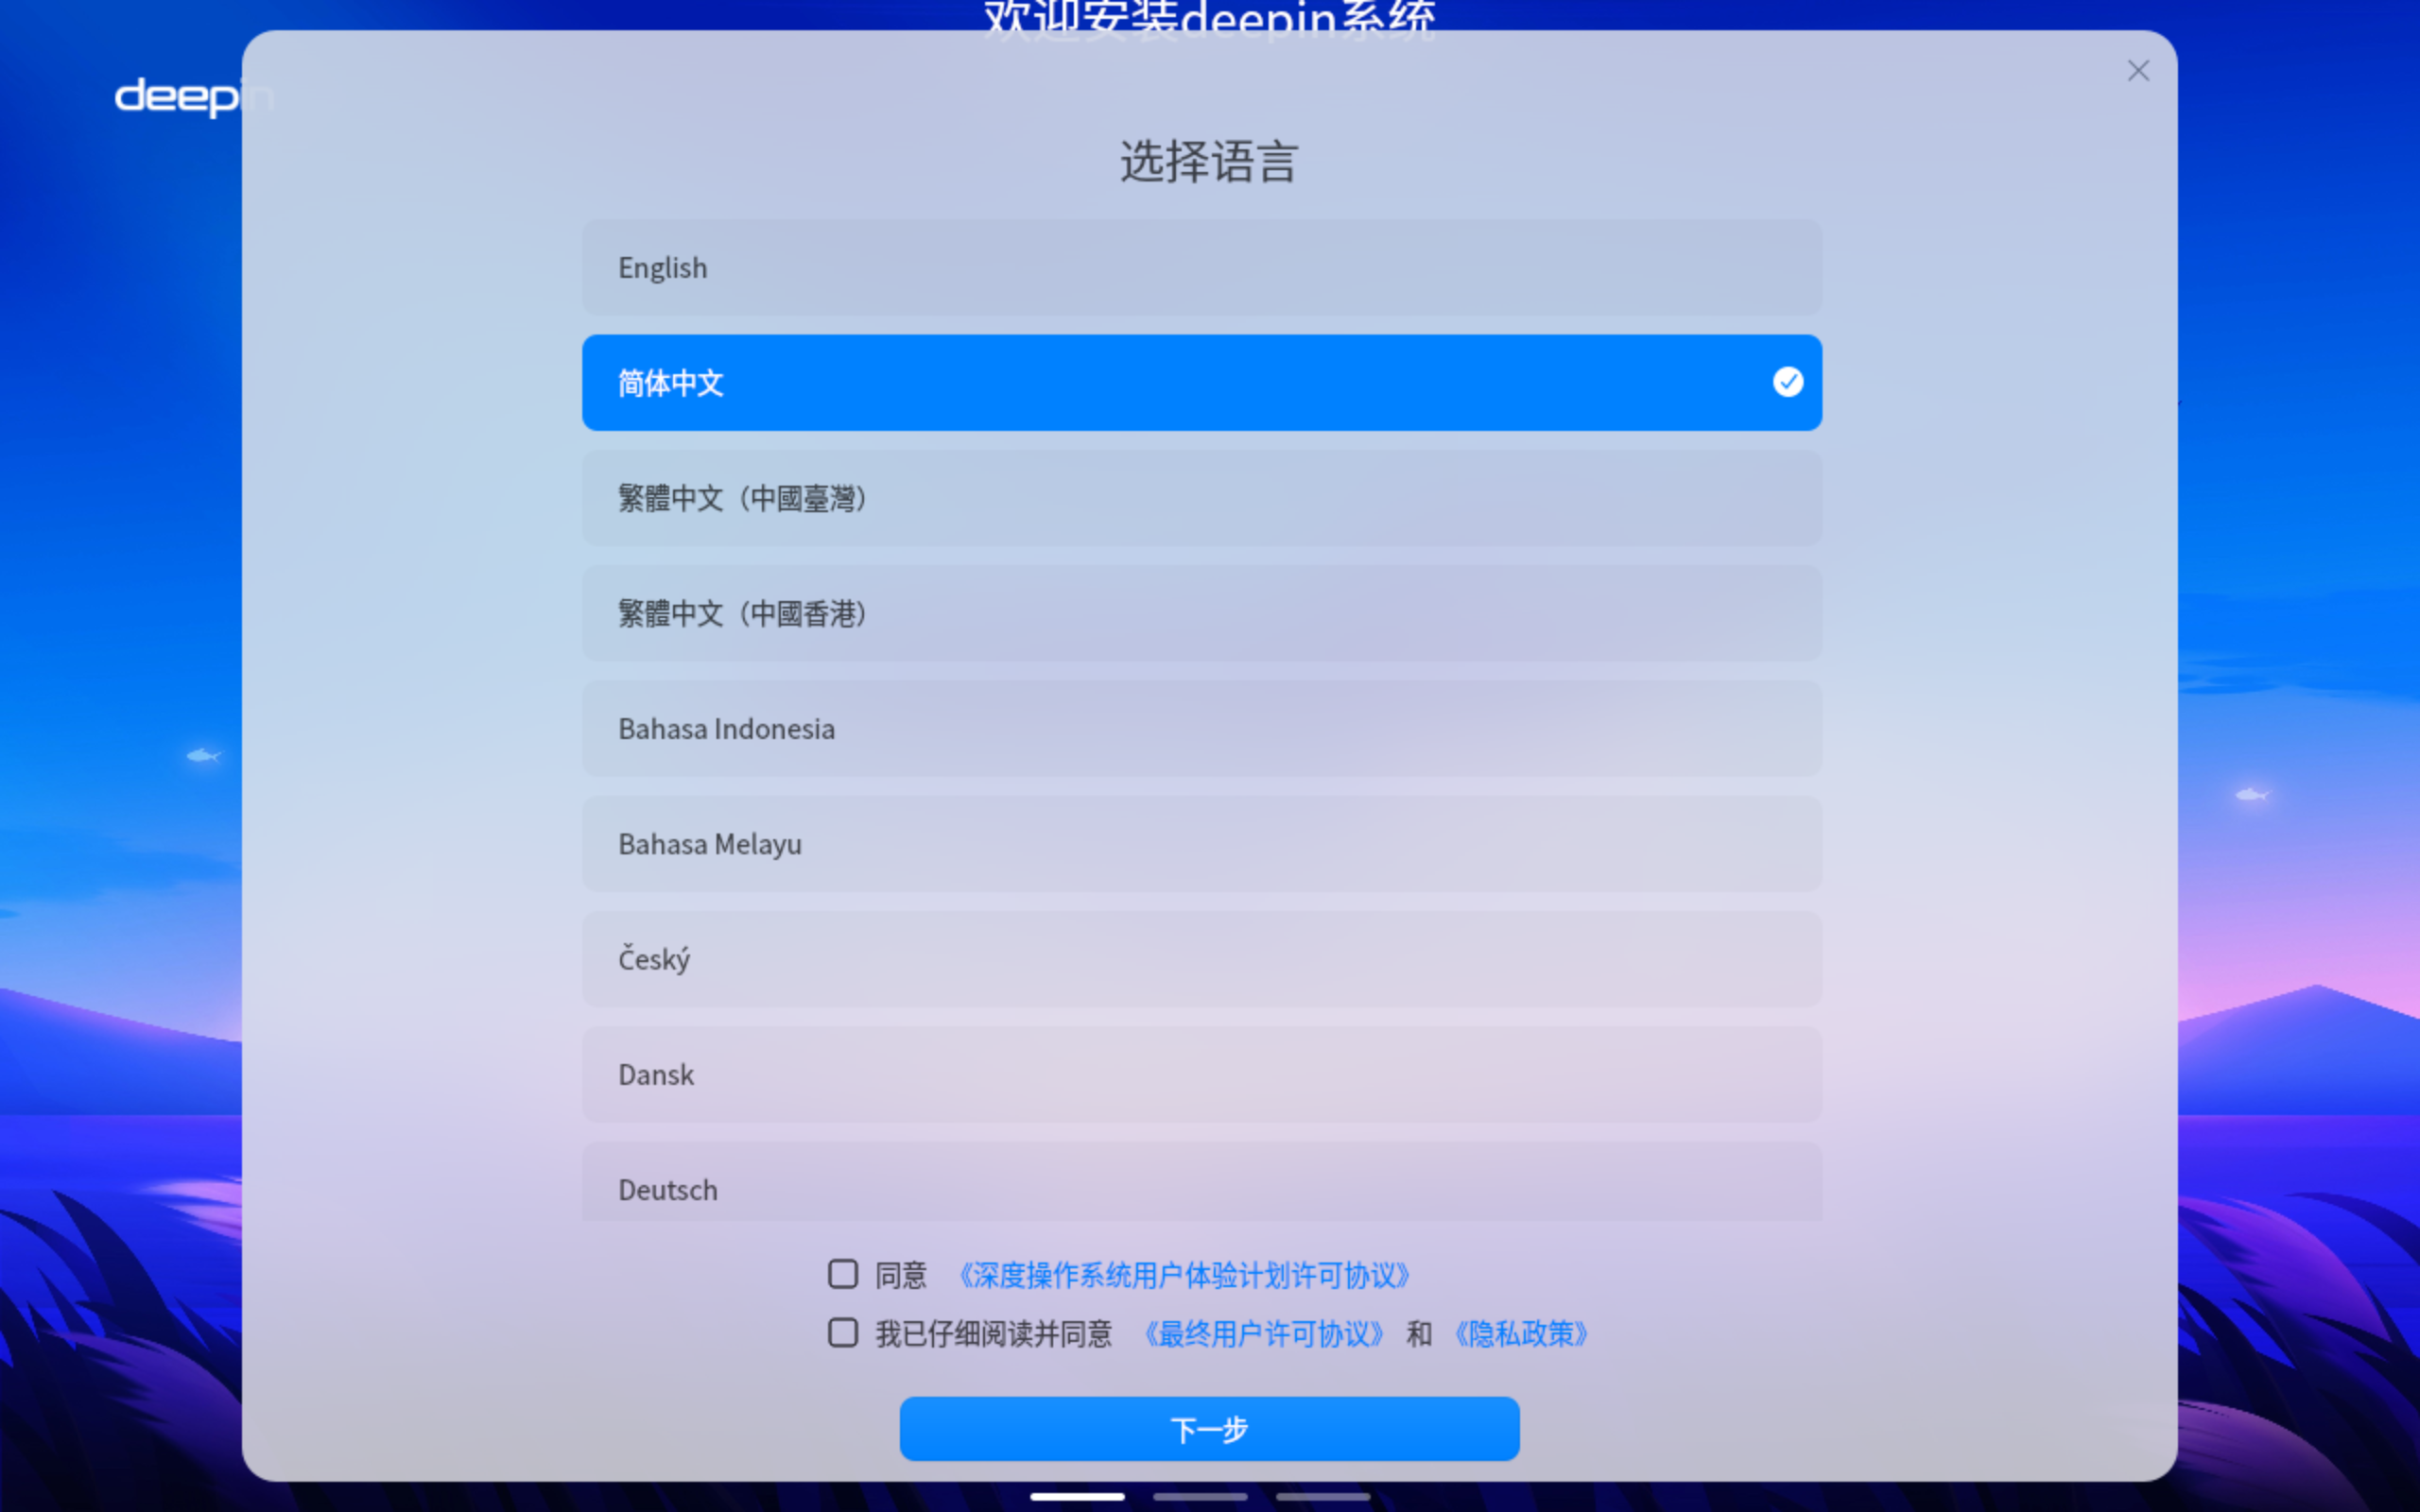 欢迎安装deepin系统
deepin
选择语言
English
简体中文
繁體中文（中國臺灣）
繁體中文（中國香港）
Bahasa Indonesia
Bahasa Melayu
Český
Dansk
Deutsch
同意 《深度操作系统用户体验计划许可协议》
我已仔细阅读并同意 《最终用户许可协议》 和 《隐私政策》
下一步